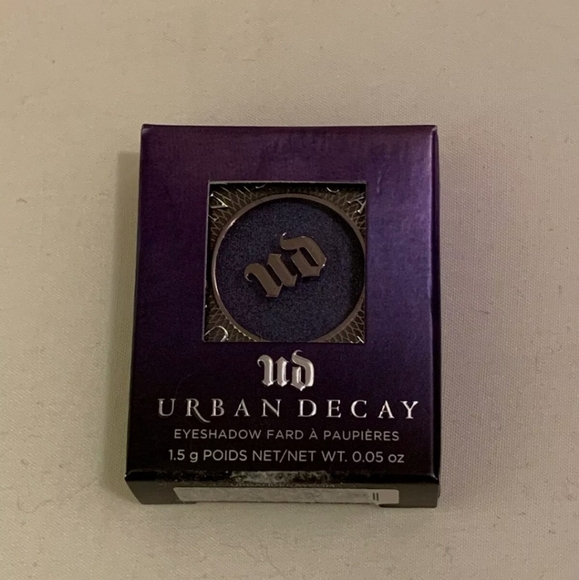 ud
ud
URBAN DECAY
EYESHADOW FARD À PAUPIÈRES
1.5 g POIDS NET/NET WT. 0.05 oz